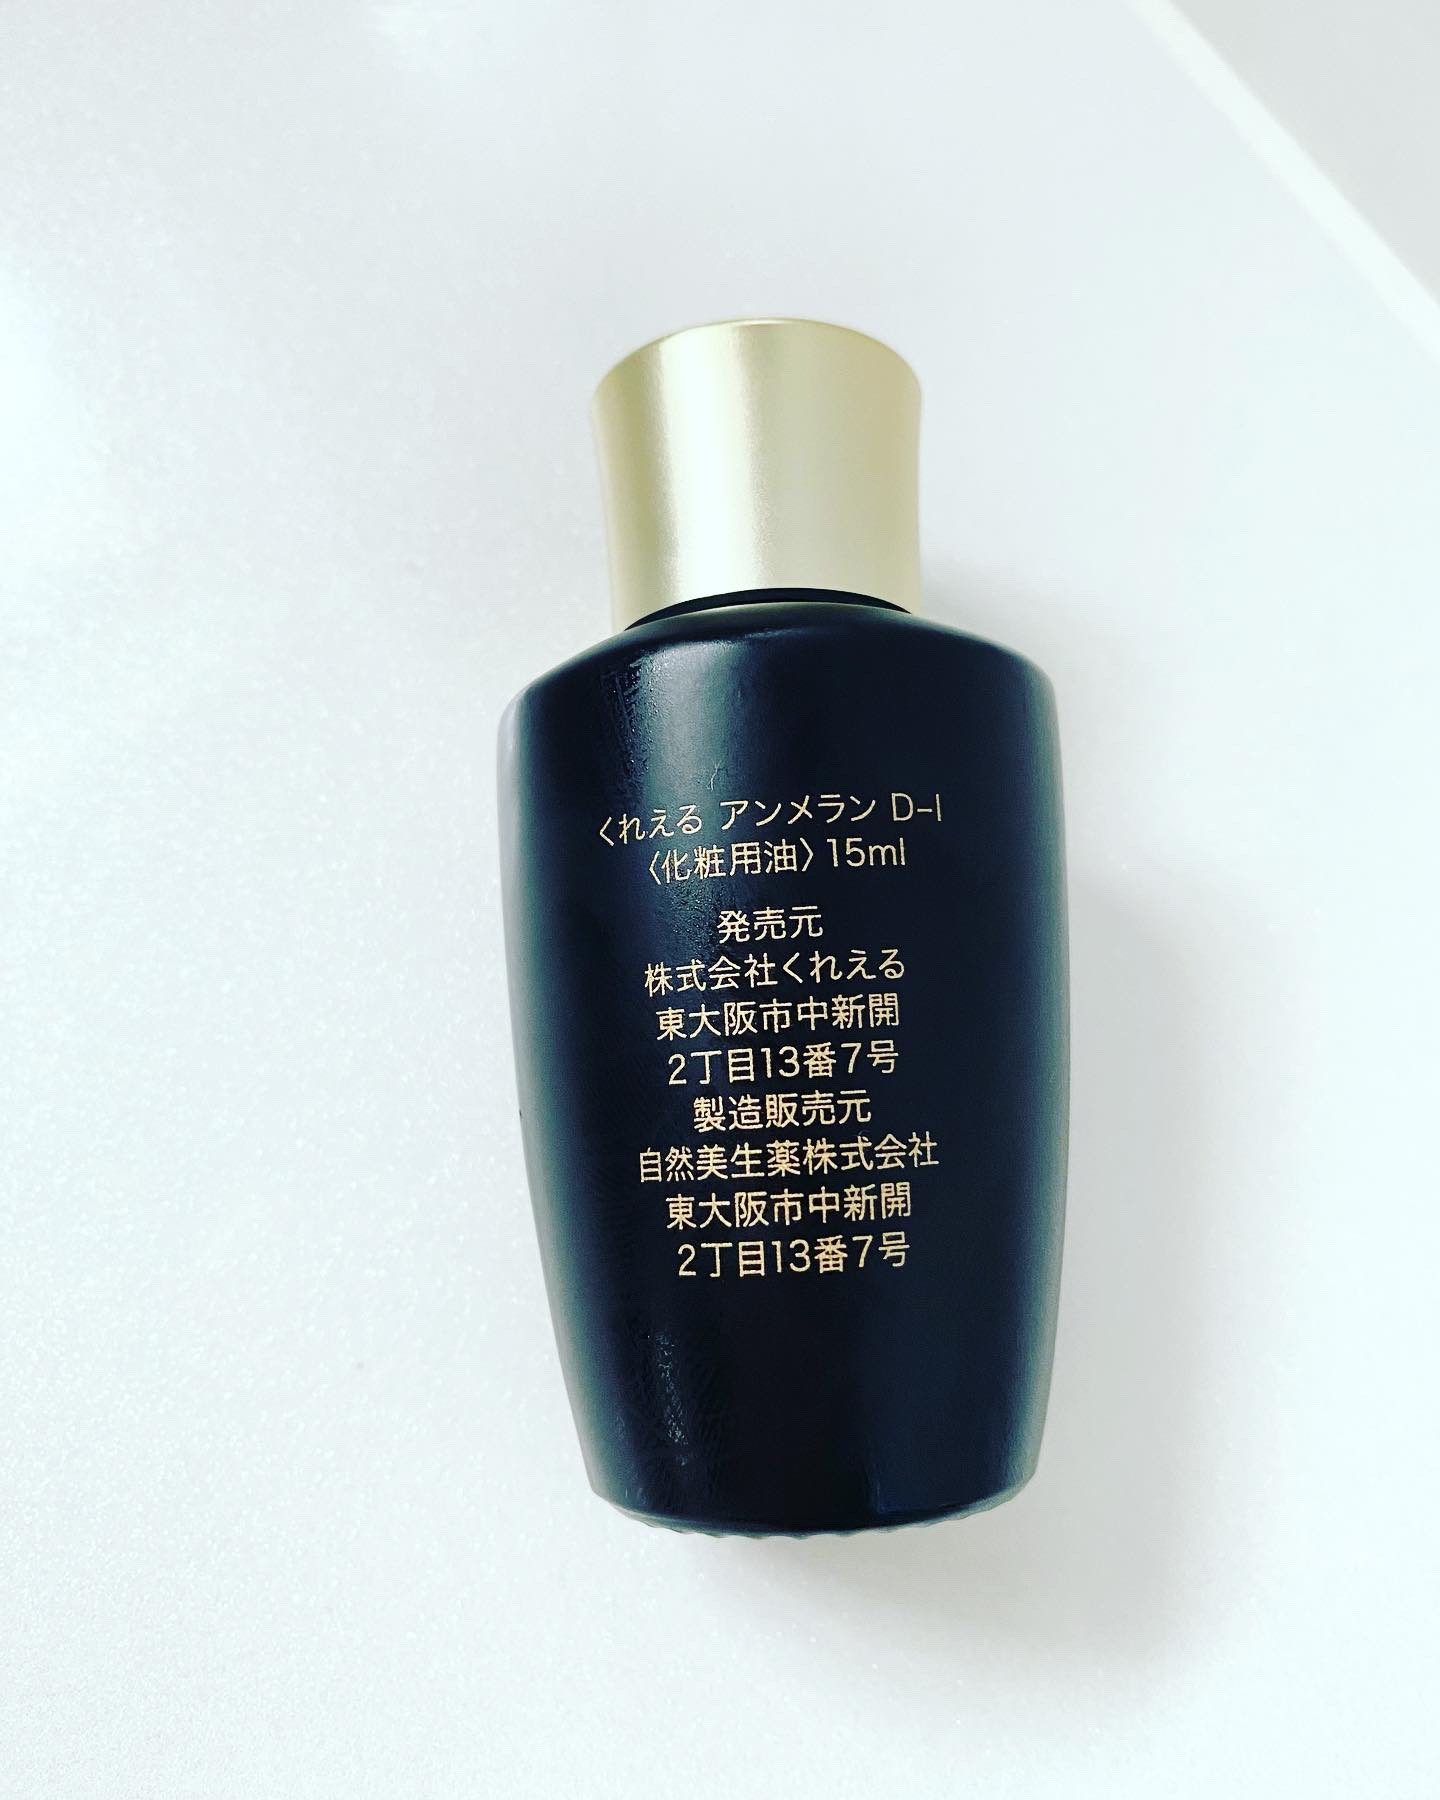 くれえる アンメラン D-I
〈化粧用油〉15ml
発売元
株式会社くれえる
東大阪市中新開
2丁目13番7号
製造販売元
自然美生薬株式会社
東大阪市中新開
2丁目13番7号